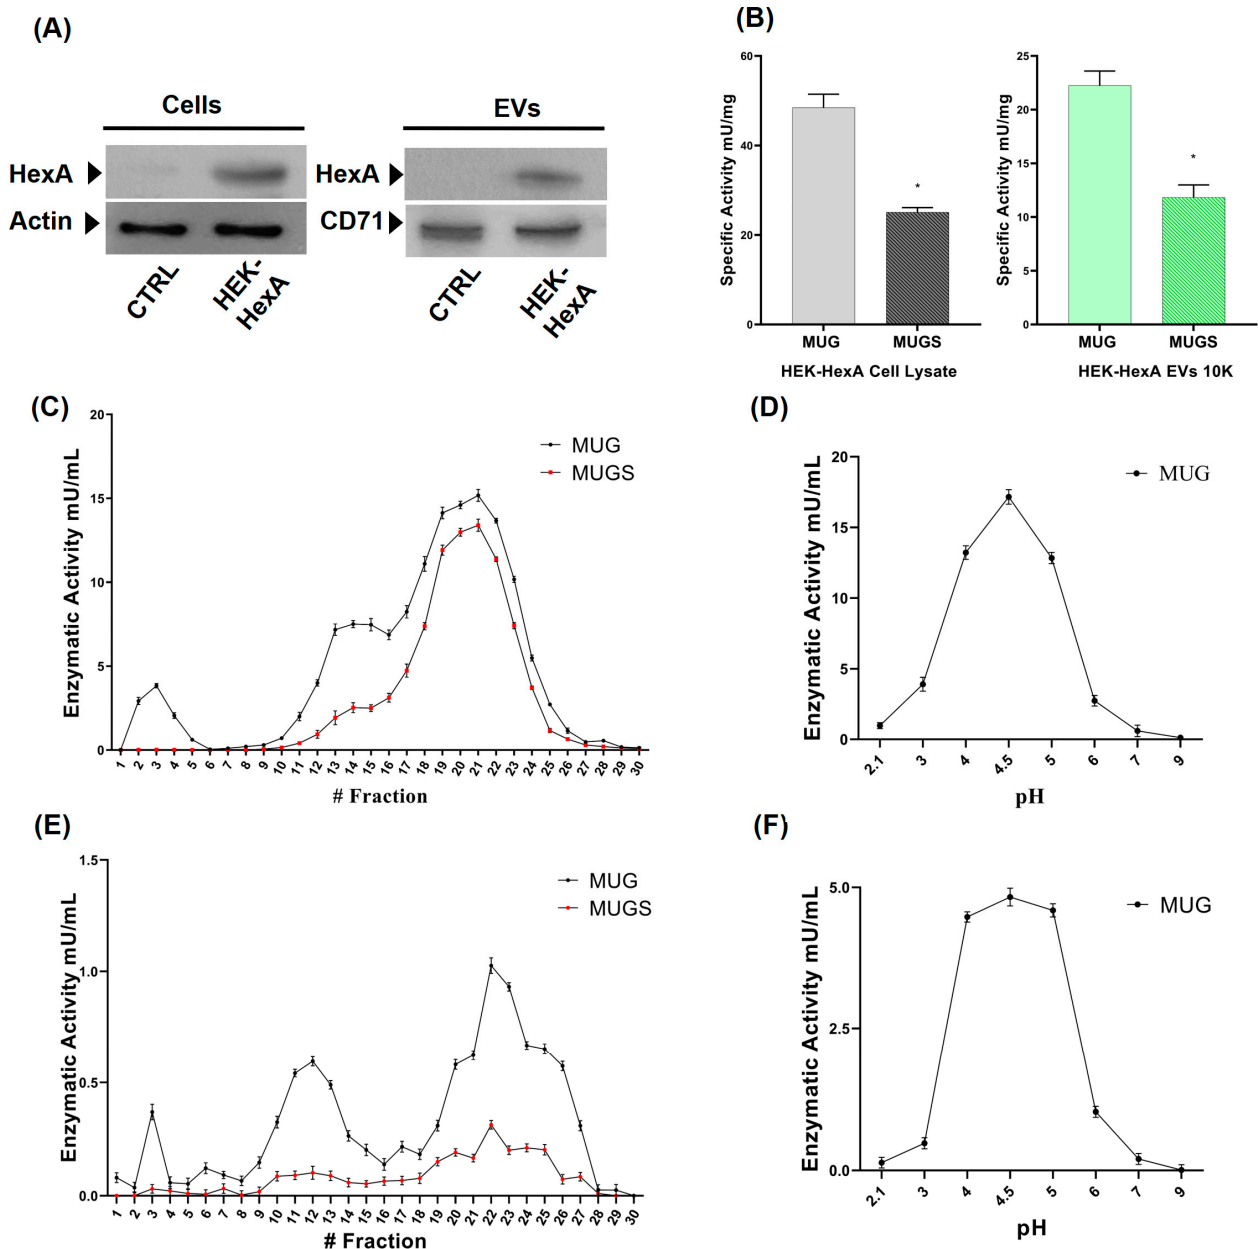 (A)
Cells
EVs
HexA
HexA
Actin
CD71
CTRL
HEK-
HexA
CTRL
HEK-
HexA
(B)
Specific Activity mU/mg
60
40
20
0
MUG
MUGS
*
HEK-HexA Cell Lysate
Specific Activity mU/mg
25
20
15
10
5
0
MUG
MUGS
*
HEK-HexA EVs 10K
(C)
Enzymatic Activity mU/mL
20
15
10
5
0
MUG
MUGS
1 2 3 4 5 6 7 8 9 10 11 12 13 14 15 16 17 18 19 20 21 22 23 24 25 26 27 28 29 30
# Fraction
(D)
Enzymatic Activity mU/mL
20
15
10
5
0
MUG
2.1 3 4 4.5 5 6 7 9
pH
(E)
Enzymatic Activity mU/mL
1.5
1.0
0.5
0.0
MUG
MUGS
1 2 3 4 5 6 7 8 9 10 11 12 13 14 15 16 17 18 19 20 21 22 23 24 25 26 27 28 29 30
# Fraction
(F)
Enzymatic Activity mU/mL
5.0
2.5
0.0
MUG
2.1 3 4 4.5 5 6 7 9
pH